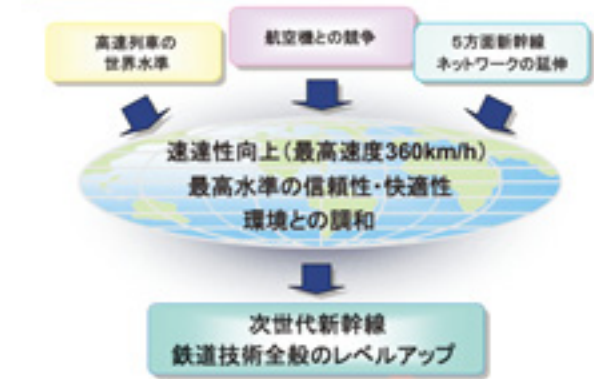 高速列車の
世界水準
航空機との競争
5方面新幹線
ネットワークの延伸
速達性向上(最高速度360km/h)
最高水準の信頼性・快適性
環境との調和
次世代新幹線
鉄道技術全般のレベルアップ